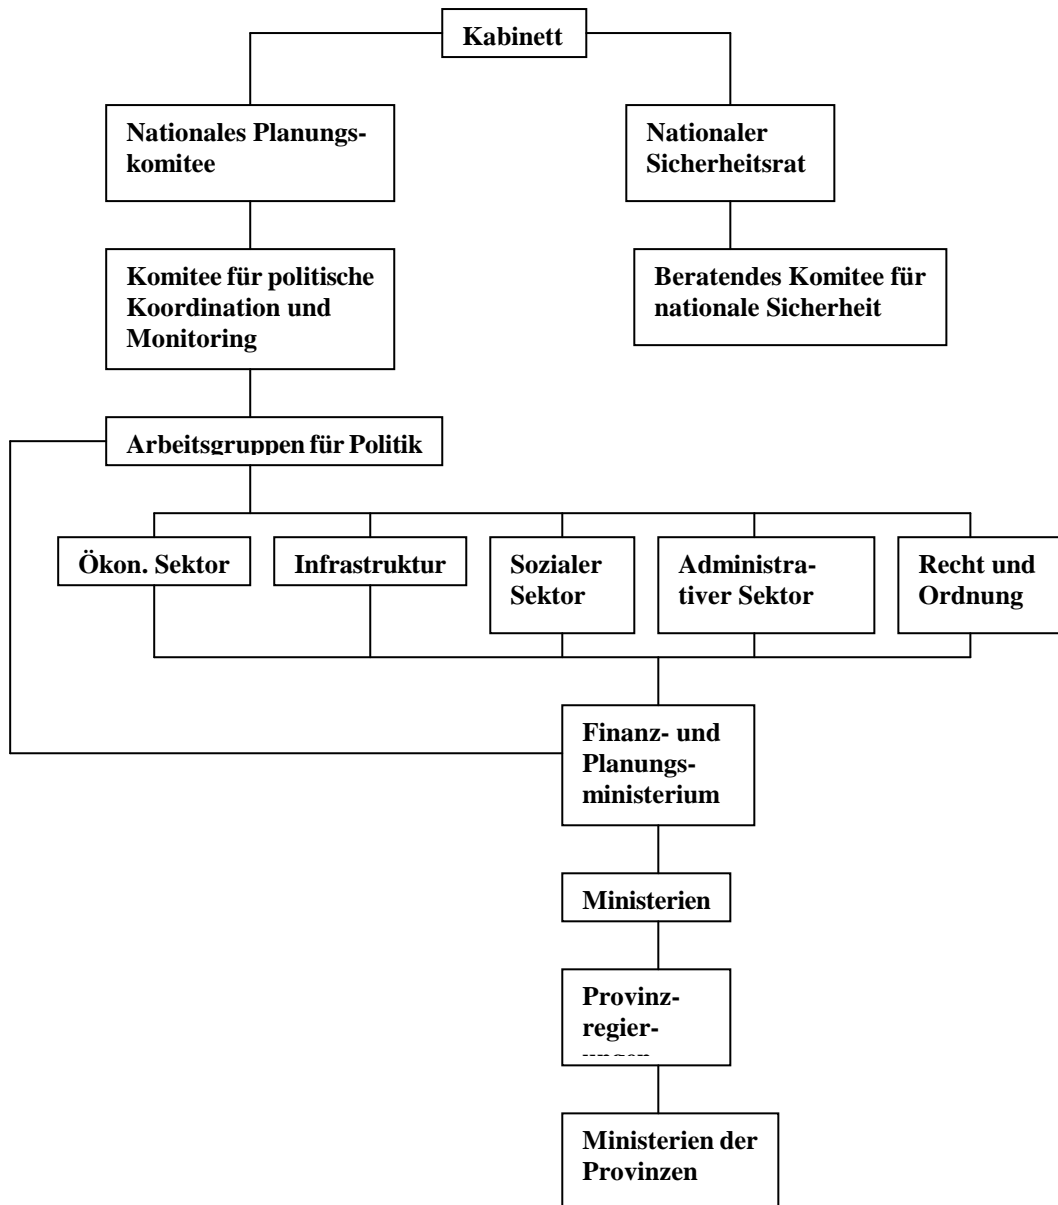 Kabinett
Nationales Planungs-
komitee
Nationaler
Sicherheitsrat
Komitee für politische
Koordination und
Monitoring
Beratendes Komitee für
nationale Sicherheit
Arbeitsgruppen für Politik
Ökon. Sektor
Infrastruktur
Sozialer
Sektor
Administra-
tiver Sektor
Recht und
Ordnung
Finanz- und
Planungs-
ministerium
Ministerien
Provinz-
regier-
ungen
Ministerien der
Provinzen